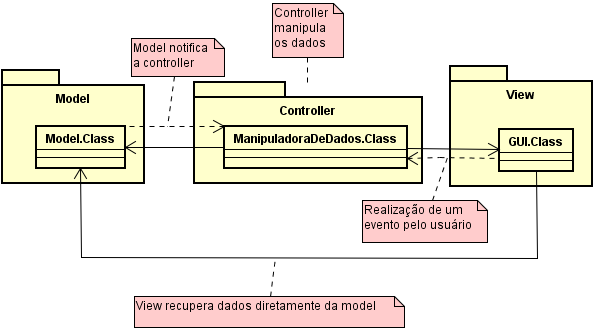 Controller
manipula
os dados
Model notifica
a controller
Model
Controller
View
Model.Class
ManipuladoraDeDados.Class
GUI.Class
Realização de um
evento pelo usuário
View recupera dados diretamente da model